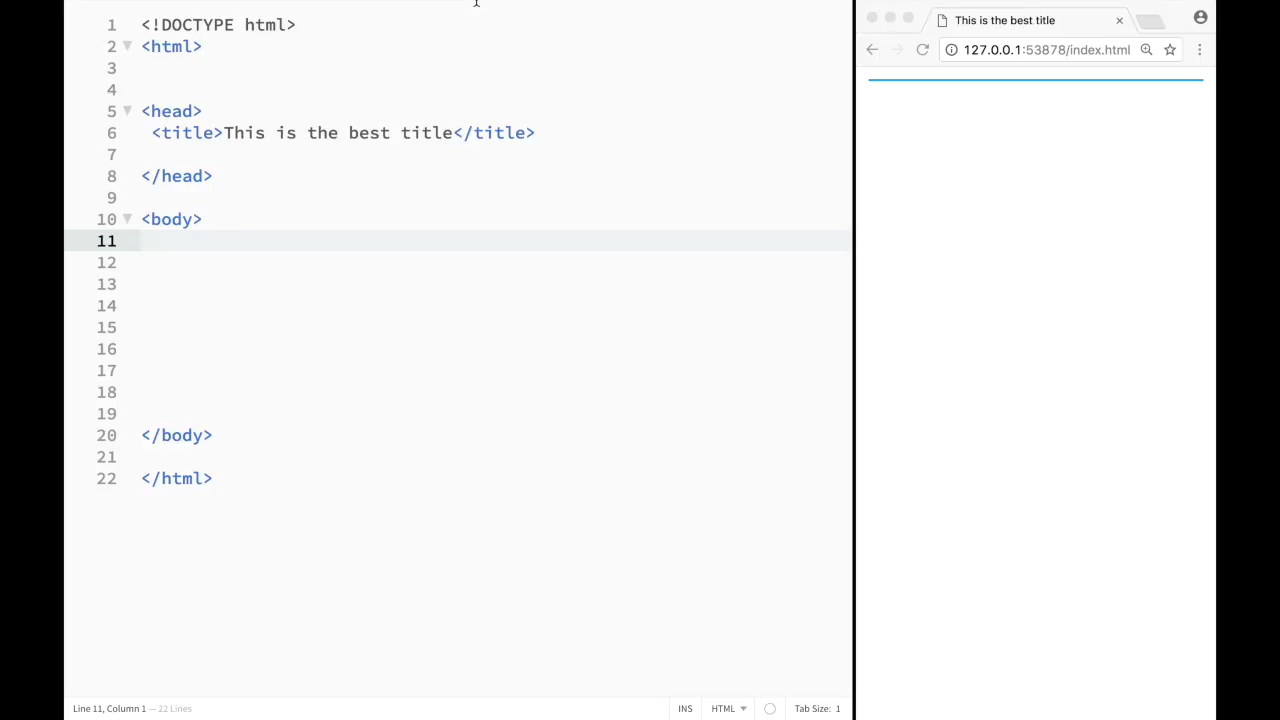 1 <!DOCTYPE html>
2 <html>
3
4
5 <head>
6 <title>This is the best title</title>
7
8 </head>
9
10 <body>
11
12
13
14
15
16
17
18
19
20 </body>
21
22 </html>
Line 11, Column 1 — 22 Lines
INS
HTML
Tab Size: 1
This is the best title
127.0.0.1:53878/index.html